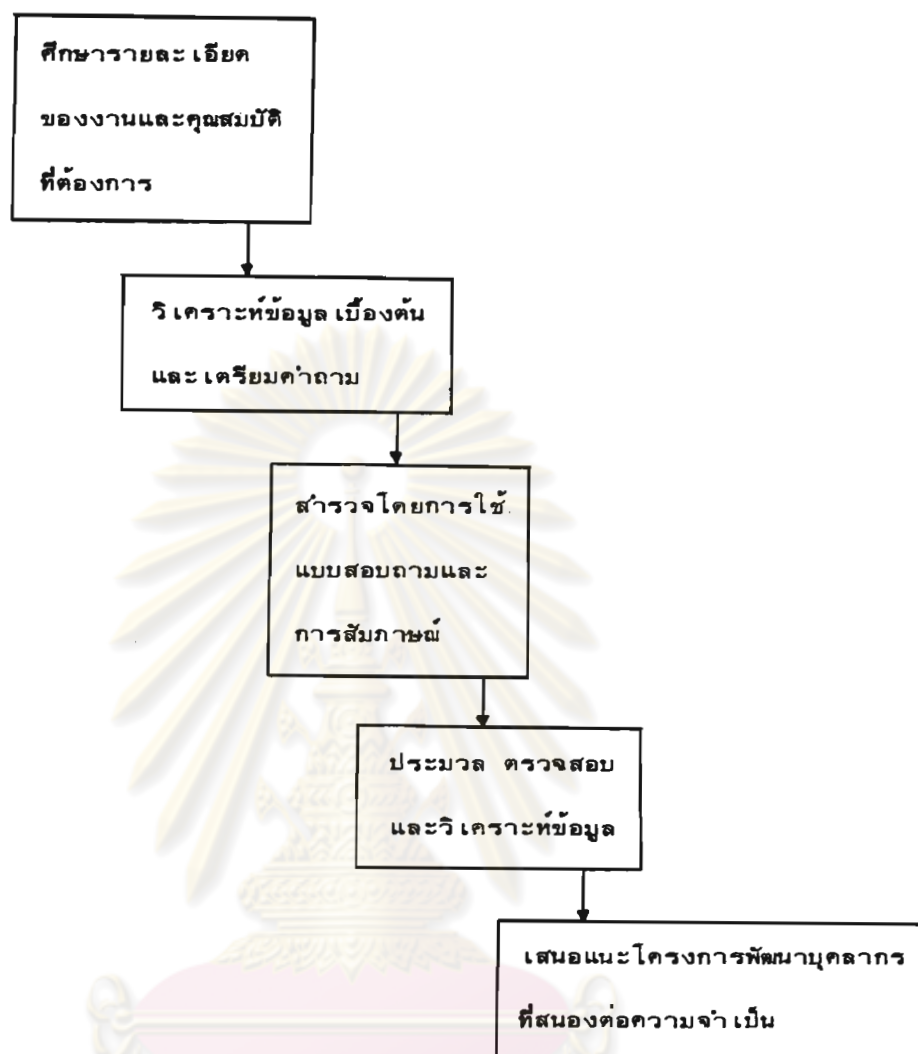 ศึกษารายละเอียด
ของงานและคุณสมบัติ
ที่ต้องการ
วิเคราะห์ข้อมูลเบื้องต้น
และเตรียมคำถาม
สำรวจโดยการใช้
แบบสอบถามและ
การสัมภาษณ์
ประมวล ตรวจสอบ
และวิเคราะห์ข้อมูล
เสนอแนะโครงการพัฒนาบุคลากร
ที่สนองต่อความจำเป็น